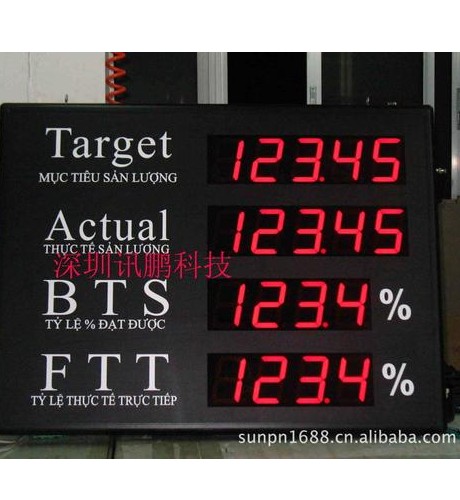 Target 123.45
MỤC TIÊU SẢN LƯỢNG
Actual 123.45
THỰC TẾ SẢN LƯỢNG
深圳讯鹏科技
BTS 123.4%
TỶ LỆ % ĐẠT ĐƯỢC
FTT 123.4%
TỶ LỆ THỰC TẾ TRỰC TIẾP
sunpn1688.cn.alibaba.com